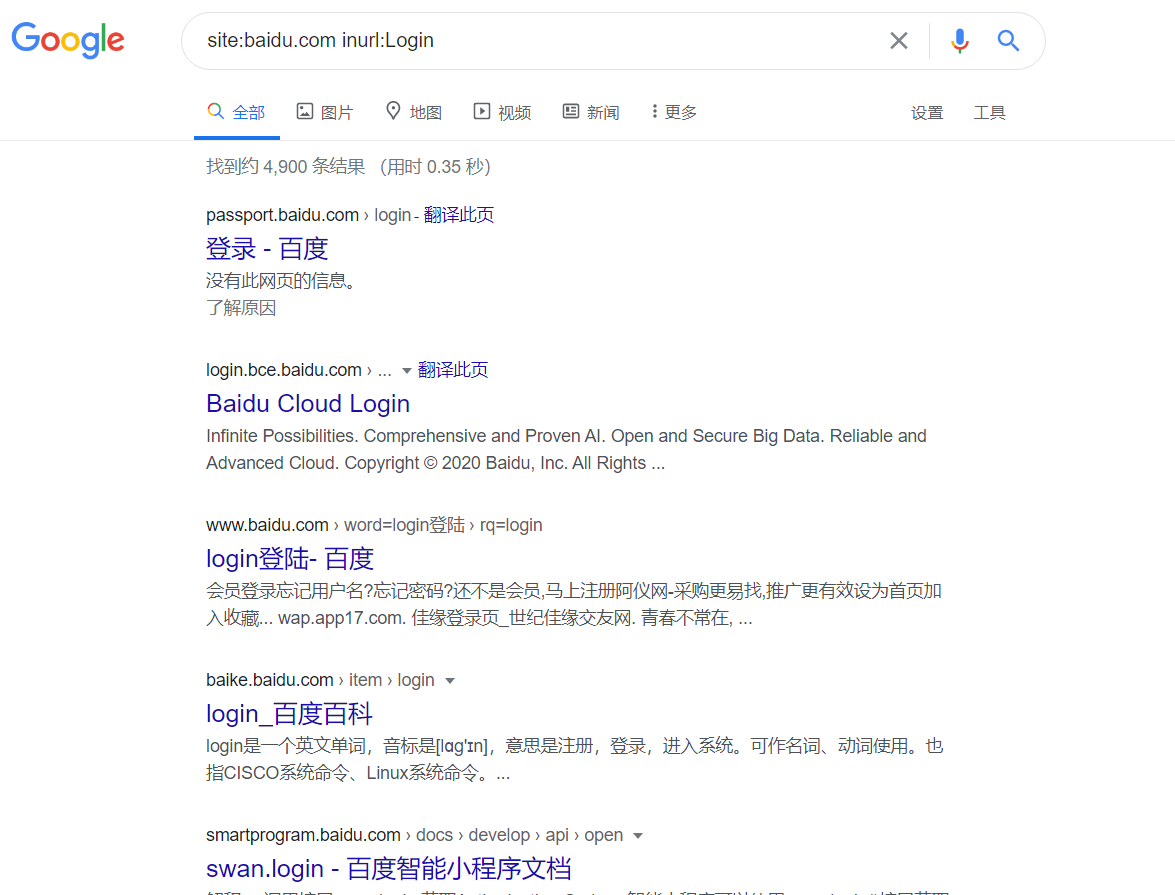 Google
site:baidu.com inurl:Login
全部 图片 地图 视频 新闻 更多 设置 工具
找到约 4,900 条结果 （用时 0.35 秒）
passport.baidu.com › login - 翻译此页
登录 - 百度
没有此网页的信息。
了解原因
login.bce.baidu.com › ... 翻译此页
Baidu Cloud Login
Infinite Possibilities. Comprehensive and Proven AI. Open and Secure Big Data. Reliable and
Advanced Cloud. Copyright © 2020 Baidu, Inc. All Rights ...
www.baidu.com › word=login登陆 › rq=login
login登陆- 百度
会员登录忘记用户名?忘记密码?还不是会员,马上注册阿仪网-采购更易找,推广更有效设为首页加
入收藏... wap.app17.com. 佳缘登录页_世纪佳缘交友网. 青春不常在, ...
baike.baidu.com › item › login
login_百度百科
login是一个英文单词，音标是[lɑg'ɪn]，意思是注册，登录，进入系统。可作名词、动词使用。也
指CISCO系统命令、Linux系统命令。...
smartprogram.baidu.com › docs › develop › api › open
swan.login - 百度智能小程序文档